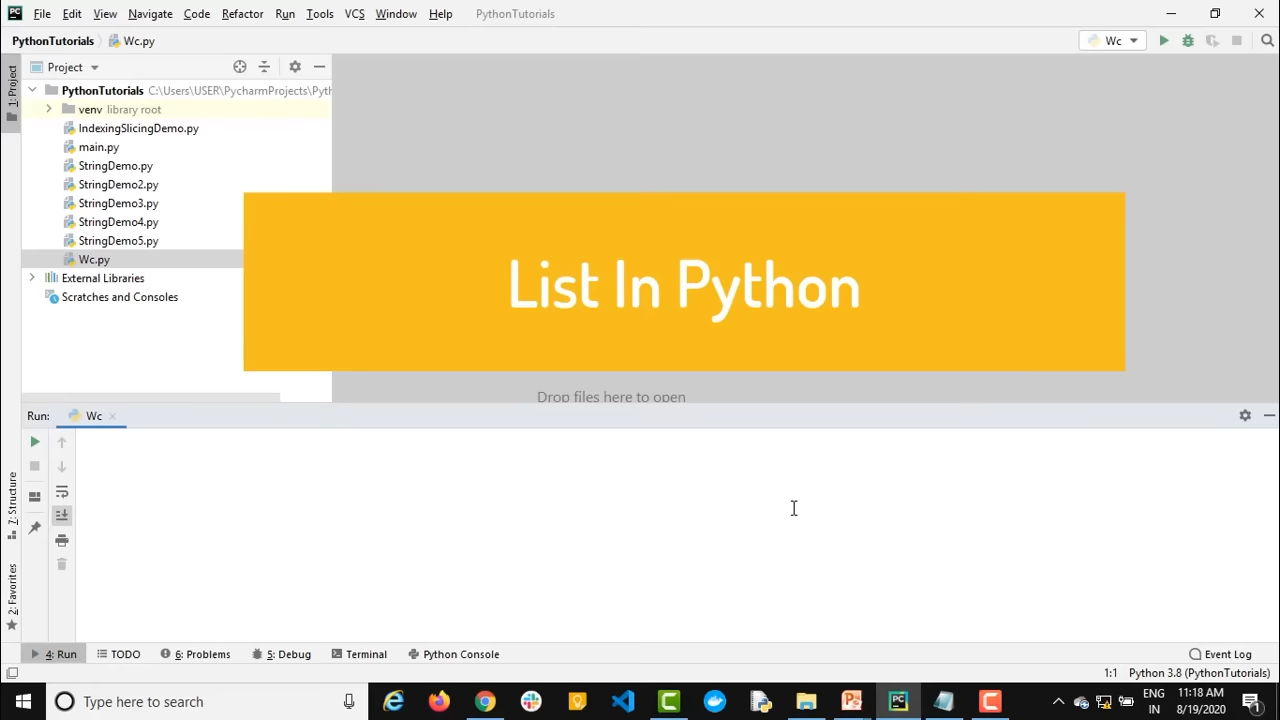 File Edit View Navigate Code Refactor Run Tools VCS Window Help PythonTutorials
PythonTutorials Wc.py Wc
1: Project
Project
PythonTutorials C:\Users\USER\PycharmProjects\Pyth
venv library root
IndexingSlicingDemo.py
main.py
StringDemo.py
StringDemo2.py
StringDemo3.py
StringDemo4.py
StringDemo5.py
Wc.py
External Libraries
Scratches and Consoles
List In Python
Drop files here to open
Run: Wc
7: Structure
2: Favorites
4: Run TODO 6: Problems 5: Debug Terminal Python Console Event Log
1:1 Python 3.8 (PythonTutorials)
Type here to search
ENG 11:18 AM
IN 8/19/2020
1